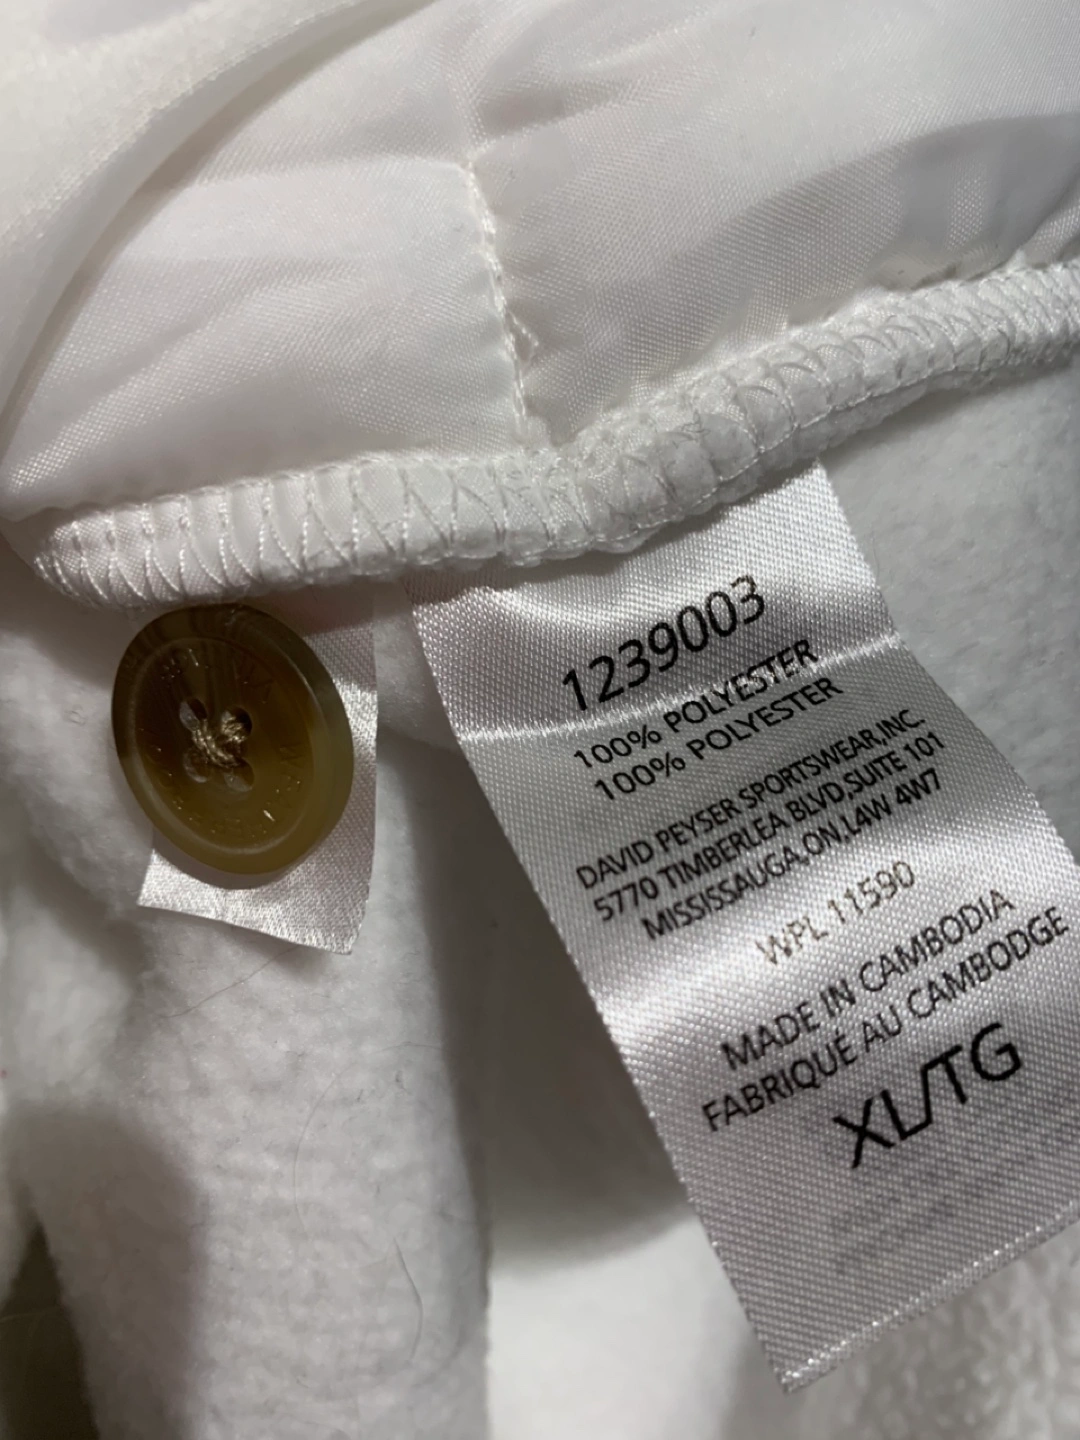 1239003
100% POLYESTER
100% POLYESTER
DAVID PEYSER SPORTSWEAR,INC.
5770 TIMBERLEA BLVD,SUITE 101
MISSISSAUGA,ON,L4W 4W7
WPL 11590
MADE IN CAMBODIA
FABRIQUÉ AU CAMBODGE
XL/TG